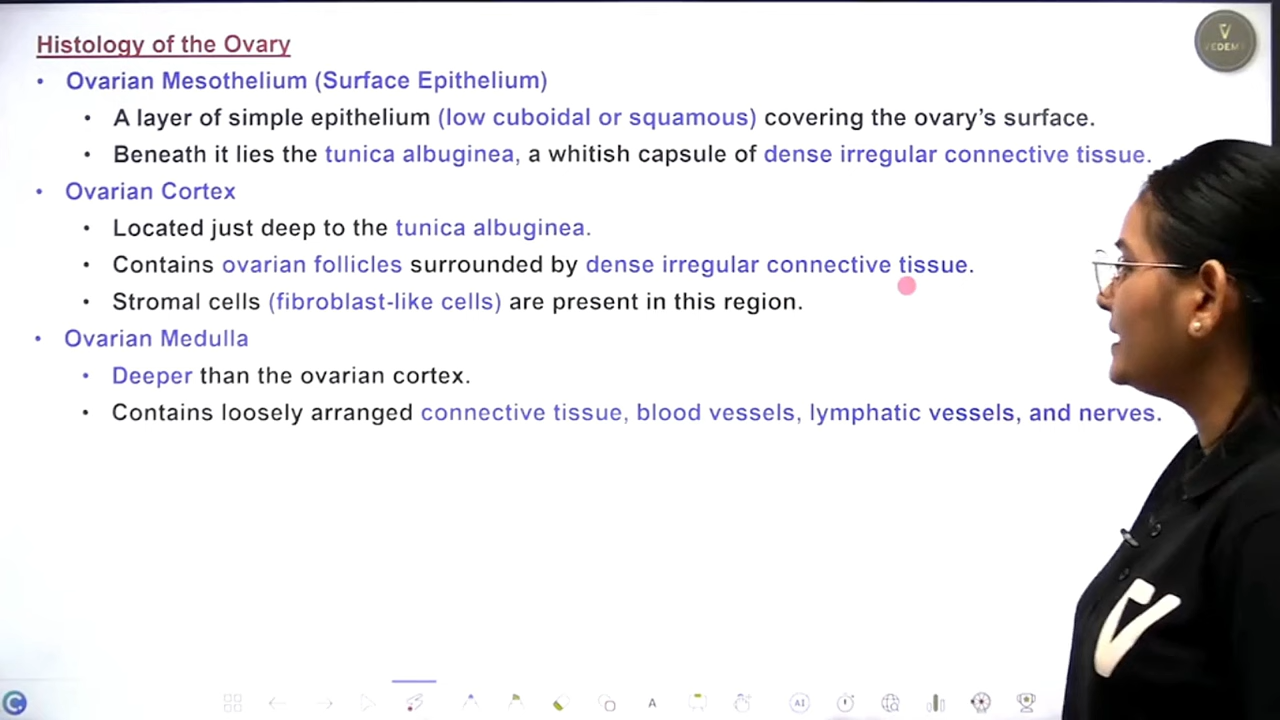 Histology of the Ovary
• Ovarian Mesothelium (Surface Epithelium)
• A layer of simple epithelium (low cuboidal or squamous) covering the ovary's surface.
• Beneath it lies the tunica albuginea, a whitish capsule of dense irregular connective tissue.
• Ovarian Cortex
• Located just deep to the tunica albuginea.
• Contains ovarian follicles surrounded by dense irregular connective tissue.
• Stromal cells (fibroblast-like cells) are present in this region.
• Ovarian Medulla
• Deeper than the ovarian cortex.
• Contains loosely arranged connective tissue, blood vessels, lymphatic vessels, and nerves.
A
AI